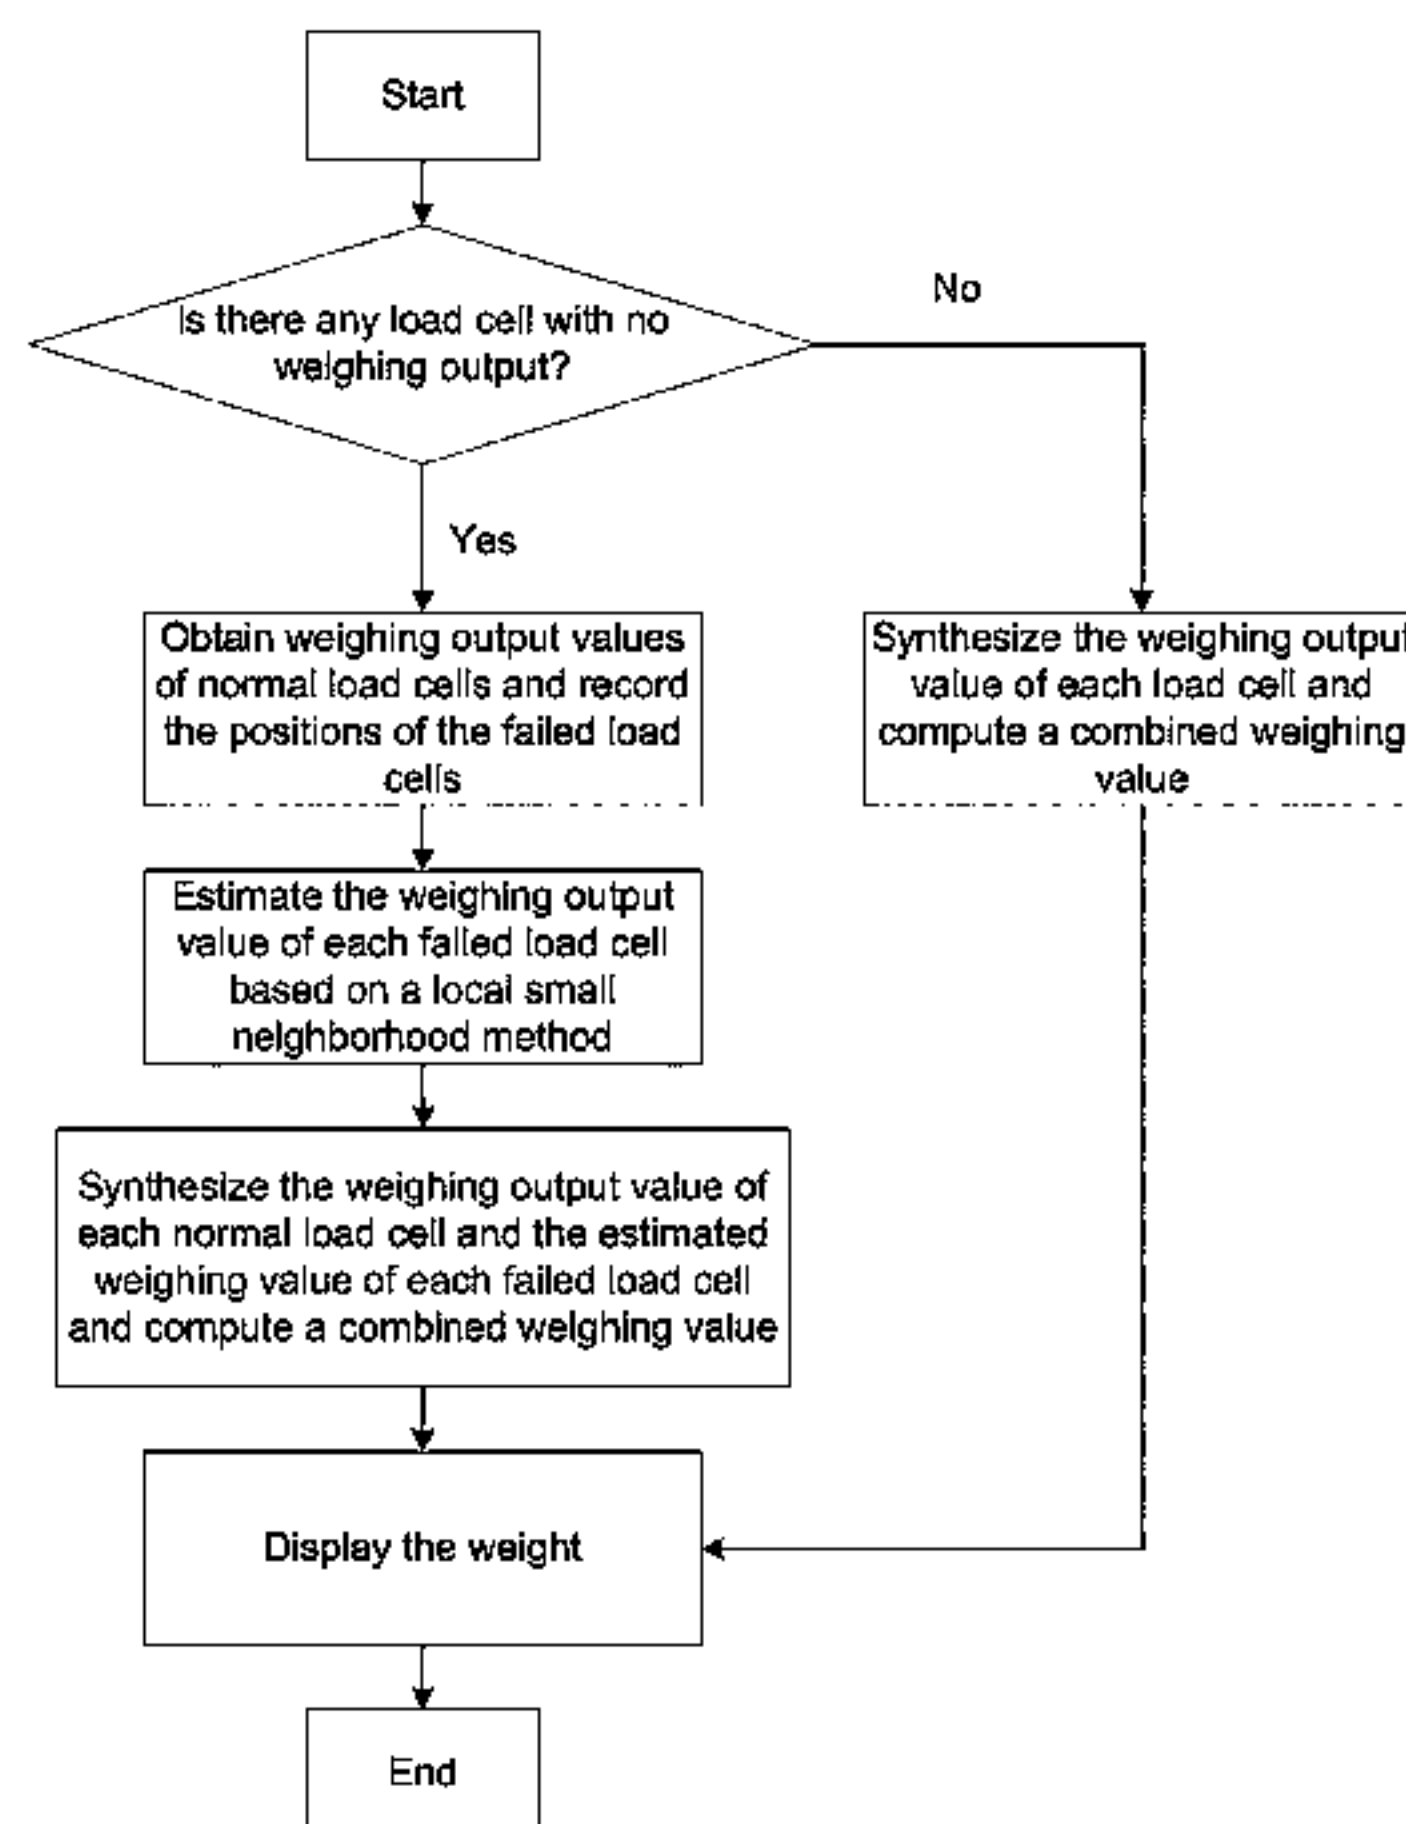 Start
Is there any load cell with no
weighing output?
No
Yes
Obtain weighing output values
of normal load cells and record
the positions of the failed load
cells
Synthesize the weighing output
value of each load cell and
compute a combined weighing
value
Estimate the weighing output
value of each failed load cell
based on a local small
neighborhood method
Synthesize the weighing output value of
each normal load cell and the estimated
weighing value of each failed load cell
and compute a combined weighing value
Display the weight
End